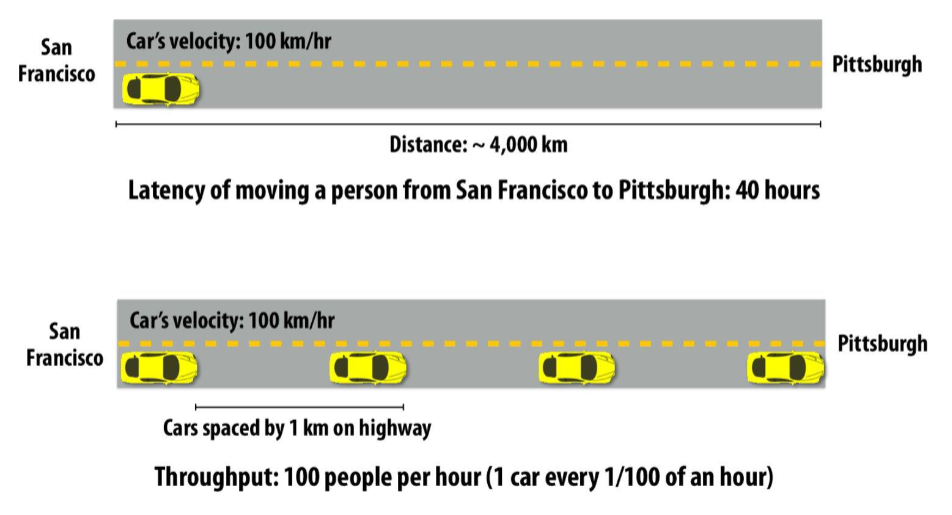 San
Francisco
Car's velocity: 100 km/hr
Pittsburgh
Distance: ~ 4,000 km
Latency of moving a person from San Francisco to Pittsburgh: 40 hours
San
Francisco
Car's velocity: 100 km/hr
Pittsburgh
Cars spaced by 1 km on highway
Throughput: 100 people per hour (1 car every 1/100 of an hour)